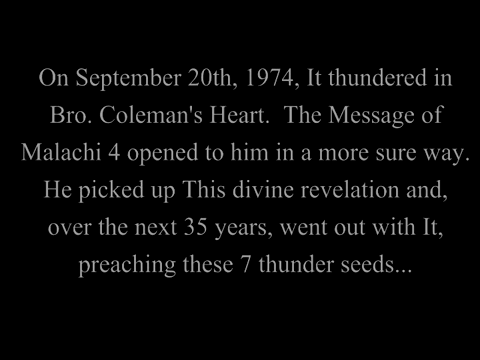 On September 20th, 1974, It thundered in
Bro. Coleman's Heart.  The Message of
Malachi 4 opened to him in a more sure way.
He picked up This divine revelation and,
over the next 35 years, went out with It,
preaching these 7 thunder seeds...